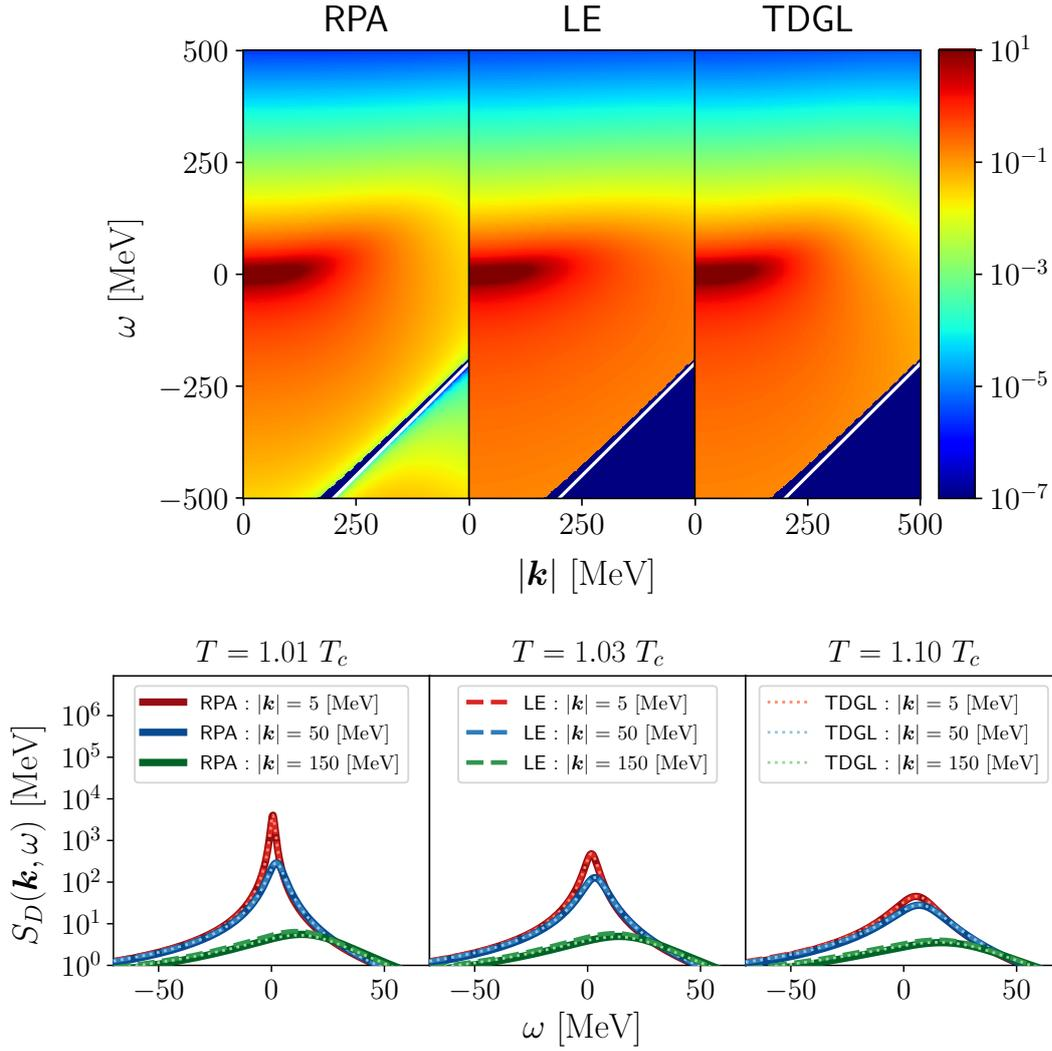 RPA LE TDGL
500
250
0
−250
−500
ω [MeV]
10^1
10^−1
10^−3
10^−5
10^−7
0 250 0 250 0 250 500
|k| [MeV]
T = 1.01 T_c T = 1.03 T_c T = 1.10 T_c
RPA : |k| = 5 [MeV]
RPA : |k| = 50 [MeV]
RPA : |k| = 150 [MeV]
LE : |k| = 5 [MeV]
LE : |k| = 50 [MeV]
LE : |k| = 150 [MeV]
TDGL : |k| = 5 [MeV]
TDGL : |k| = 50 [MeV]
TDGL : |k| = 150 [MeV]
10^6
10^5
10^4
10^3
10^2
10^1
10^0
S_D(k, ω) [MeV]
−50 0 50 −50 0 50 −50 0 50
ω [MeV]